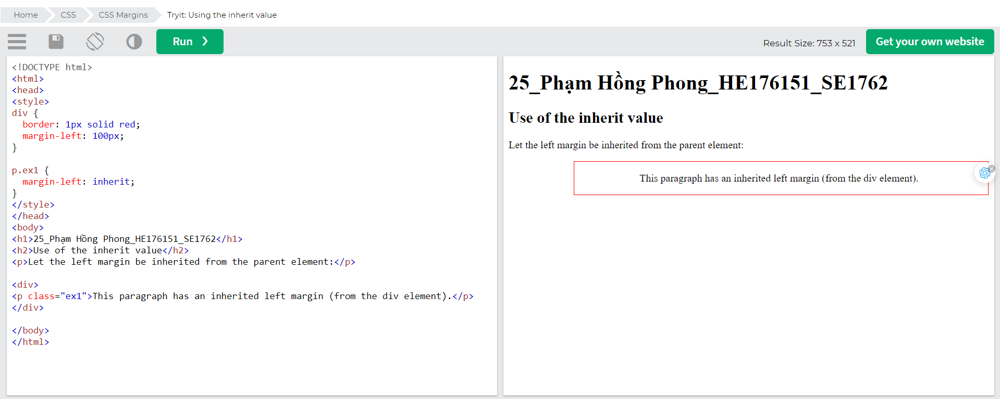 Home CSS CSS Margins Tryit: Using the inherit value
Run ❯ Result Size: 753 x 521 Get your own website
<!DOCTYPE html>
<html>
<head>
<style>
div {
  border: 1px solid red;
  margin-left: 100px;
}

p.ex1 {
  margin-left: inherit;
}
</style>
</head>
<body>
<h1>25_Phạm Hồng Phong_HE176151_SE1762</h1>
<h2>Use of the inherit value</h2>
<p>Let the left margin be inherited from the parent element:</p>

<div>
<p class="ex1">This paragraph has an inherited left margin (from the div element).</p>
</div>

</body>
</html>
25_Phạm Hồng Phong_HE176151_SE1762
Use of the inherit value
Let the left margin be inherited from the parent element:
This paragraph has an inherited left margin (from the div element).